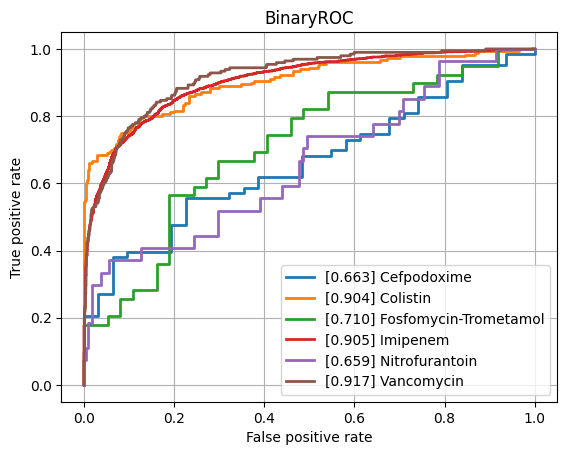 BinaryROC
True positive rate
1.0
0.8
0.6
0.4
0.2
0.0
[0.663] Cefpodoxime
[0.904] Colistin
[0.710] Fosfomycin-Trometamol
[0.905] Imipenem
[0.659] Nitrofurantoin
[0.917] Vancomycin
0.0 0.2 0.4 0.6 0.8 1.0
False positive rate